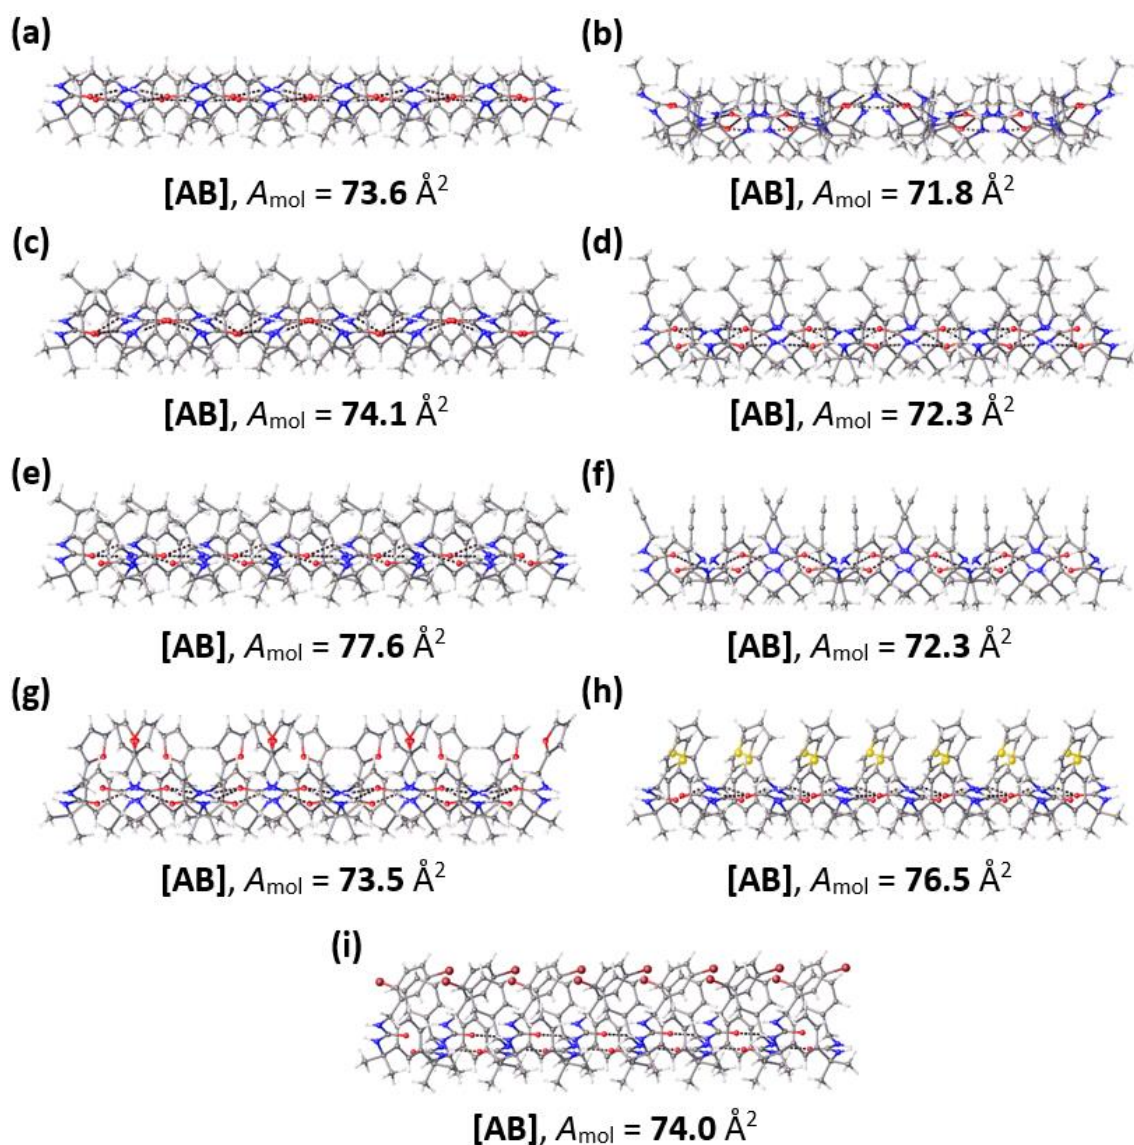 (a)
(b)
[AB], Amol = 73.6 Å²
[AB], Amol = 71.8 Å²
(c)
(d)
[AB], Amol = 74.1 Å²
[AB], Amol = 72.3 Å²
(e)
(f)
[AB], Amol = 77.6 Å²
[AB], Amol = 72.3 Å²
(g)
(h)
[AB], Amol = 73.5 Å²
[AB], Amol = 76.5 Å²
(i)
[AB], Amol = 74.0 Å²